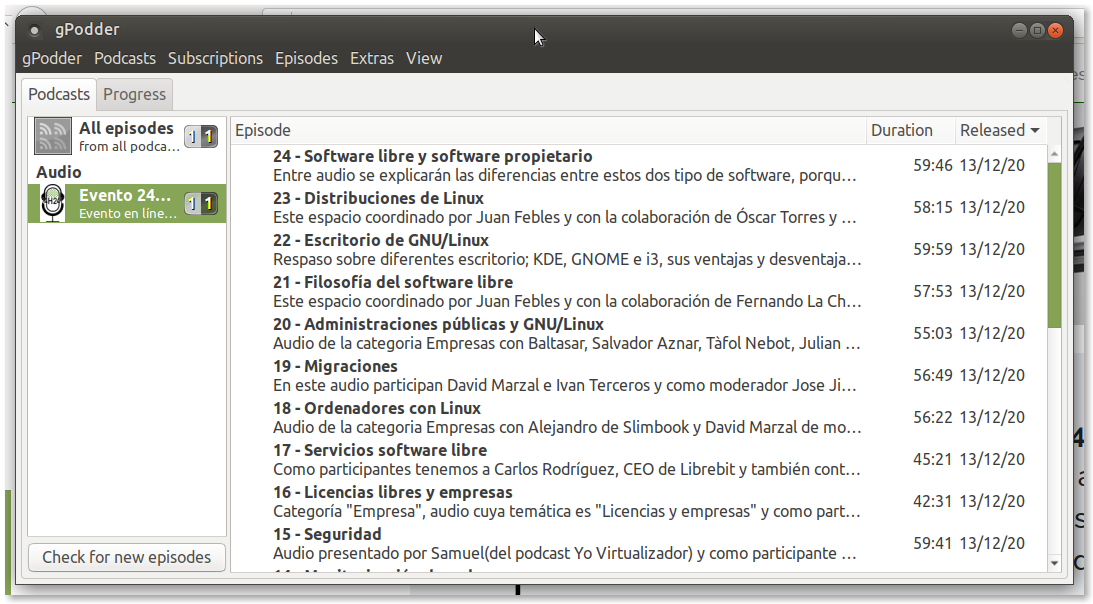 gPodder
gPodder Podcasts Subscriptions Episodes Extras View
Podcasts Progress
All episodes
from all podca...
1 1
Audio
Evento 24...
Evento en líne...
1 1
Check for new episodes
Episode Duration Released
24 - Software libre y software propietario
Entre audio se explicarán las diferencias entre estos dos tipo de software, porqu...
59:46 13/12/20
23 - Distribuciones de Linux
Este espacio coordinado por Juan Febles y con la colaboración de Óscar Torres y ...
58:15 13/12/20
22 - Escritorio de GNU/Linux
Respaso sobre diferentes escritorio; KDE, GNOME e i3, sus ventajas y desventaja...
59:59 13/12/20
21 - Filosofía del software libre
Este espacio coordinado por Juan Febles y con la colaboración de Fernando La Ch...
57:53 13/12/20
20 - Administraciones públicas y GNU/Linux
Audio de la categoria Empresas con Baltasar, Salvador Aznar, Tàfol Nebot, Julian ...
55:03 13/12/20
19 - Migraciones
En este audio participan David Marzal e Ivan Terceros y como moderador Jose Ji...
56:49 13/12/20
18 - Ordenadores con Linux
Audio de la categoria Empresas con Alejandro de Slimbook y David Marzal de mo...
56:22 13/12/20
17 - Servicios software libre
Como participantes tenemos a Carlos Rodríguez, CEO de Librebit y también cont...
45:21 13/12/20
16 - Licencias libres y empresas
Categoría "Empresa", audio cuya temática es "Licencias y empresas" y como part...
42:31 13/12/20
15 - Seguridad
Audio presentado por Samuel(del podcast Yo Virtualizador) y como participante ...
59:41 13/12/20